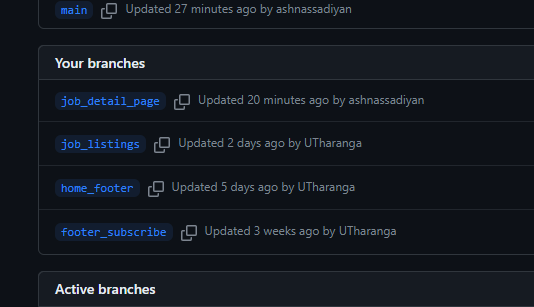 main Updated 27 minutes ago by ashnassadiyan
Your branches
job_detail_page Updated 20 minutes ago by ashnassadiyan
job_listings Updated 2 days ago by UTharanga
home_footer Updated 5 days ago by UTharanga
footer_subscribe Updated 3 weeks ago by UTharanga
Active branches